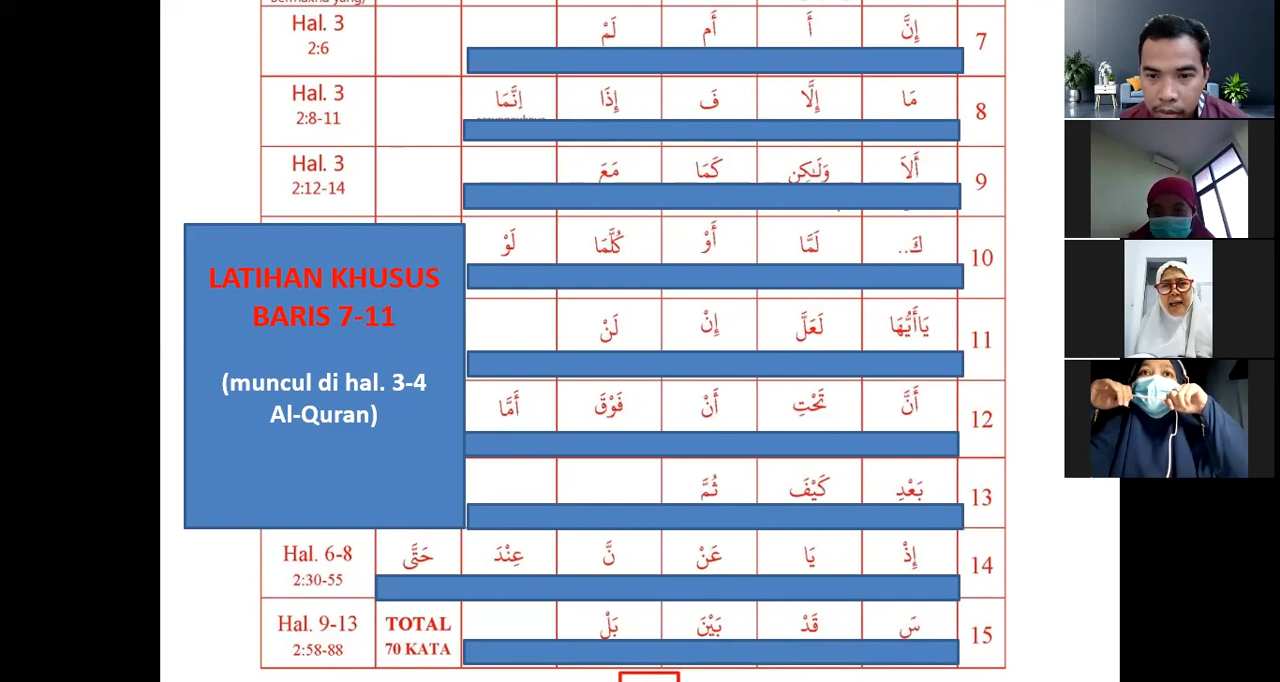 Hal. 3
2:6
لَمْ
أَم
أَ
إِنَّ
7
Hal. 3
2:8-11
إِنَّمَا
إِذَا
فَ
إِلَّا
مَا
8
Hal. 3
2:12-14
مَعَ
كَمَا
وَلَٰكِن
أَلاَ
9
لَوْ
كُلَّمَا
أَوْ
لَمَّا
كَ..
10
لَنْ
إِنْ
لَعَلَّ
يَاأَيُّهَا
11
أَمَّا
فَوْقَ
أَنْ
تَحْتِ
أَنَّ
12
ثُمَّ
كَيْفَ
بَعْدِ
13
LATIHAN KHUSUS
BARIS 7-11
(muncul di hal. 3-4
Al-Quran)
Hal. 6-8
2:30-55
حَتَّى
عِنْدَ
نَّ
عَنْ
يَا
إِذْ
14
Hal. 9-13
2:58-88
TOTAL
70 KATA
بَلْ
بَيْنَ
قَدْ
سَ
15